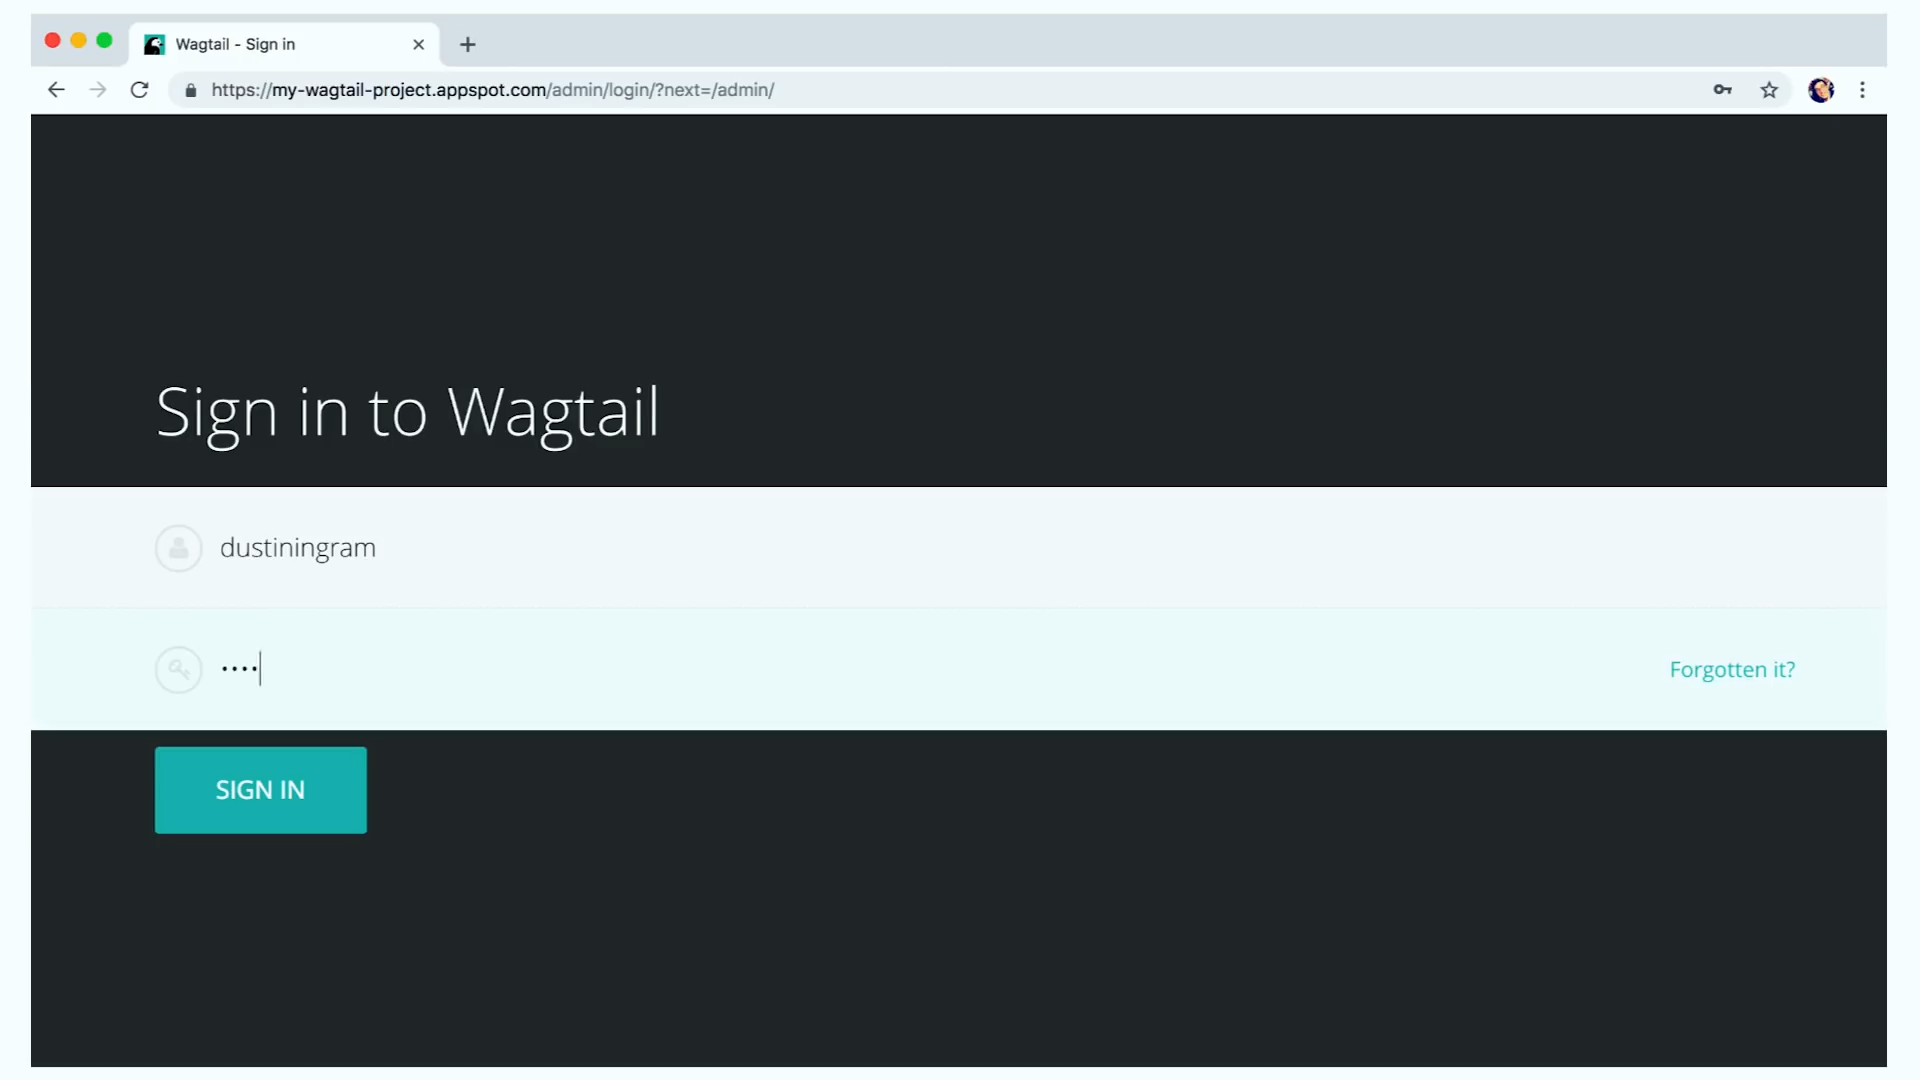 Wagtail - Sign in
https://my-wagtail-project.appspot.com/admin/login/?next=/admin/
Sign in to Wagtail
dustiningram
····
Forgotten it?
SIGN IN